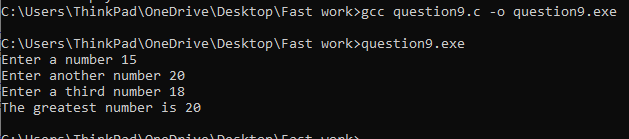 C:\Users\ThinkPad\OneDrive\Desktop\Fast work>gcc question9.c -o question9.exe
C:\Users\ThinkPad\OneDrive\Desktop\Fast work>question9.exe
Enter a number 15
Enter another number 20
Enter a third number 18
The greatest number is 20
C:\Users\ThinkPad\OneDrive\Desktop\Fast work>